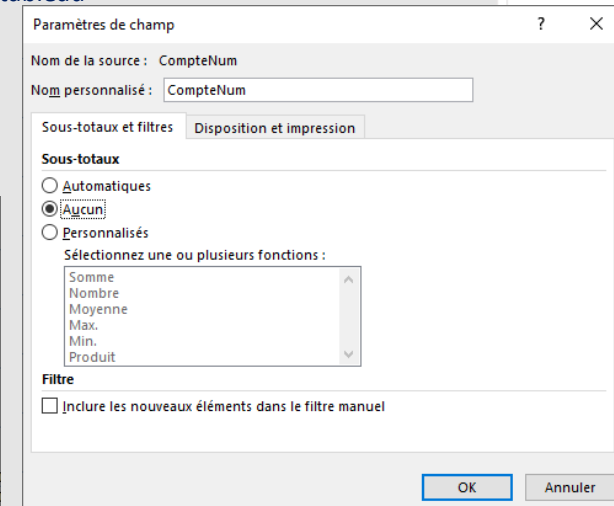 Paramètres de champ ? ×
Nom de la source : CompteNum
Nom personnalisé : CompteNum
Sous-totaux et filtres Disposition et impression
Sous-totaux
Automatiques
Aucun
Personnalisés
Sélectionnez une ou plusieurs fonctions :
Somme
Nombre
Moyenne
Max.
Min.
Produit
Filtre
Inclure les nouveaux éléments dans le filtre manuel
OK Annuler